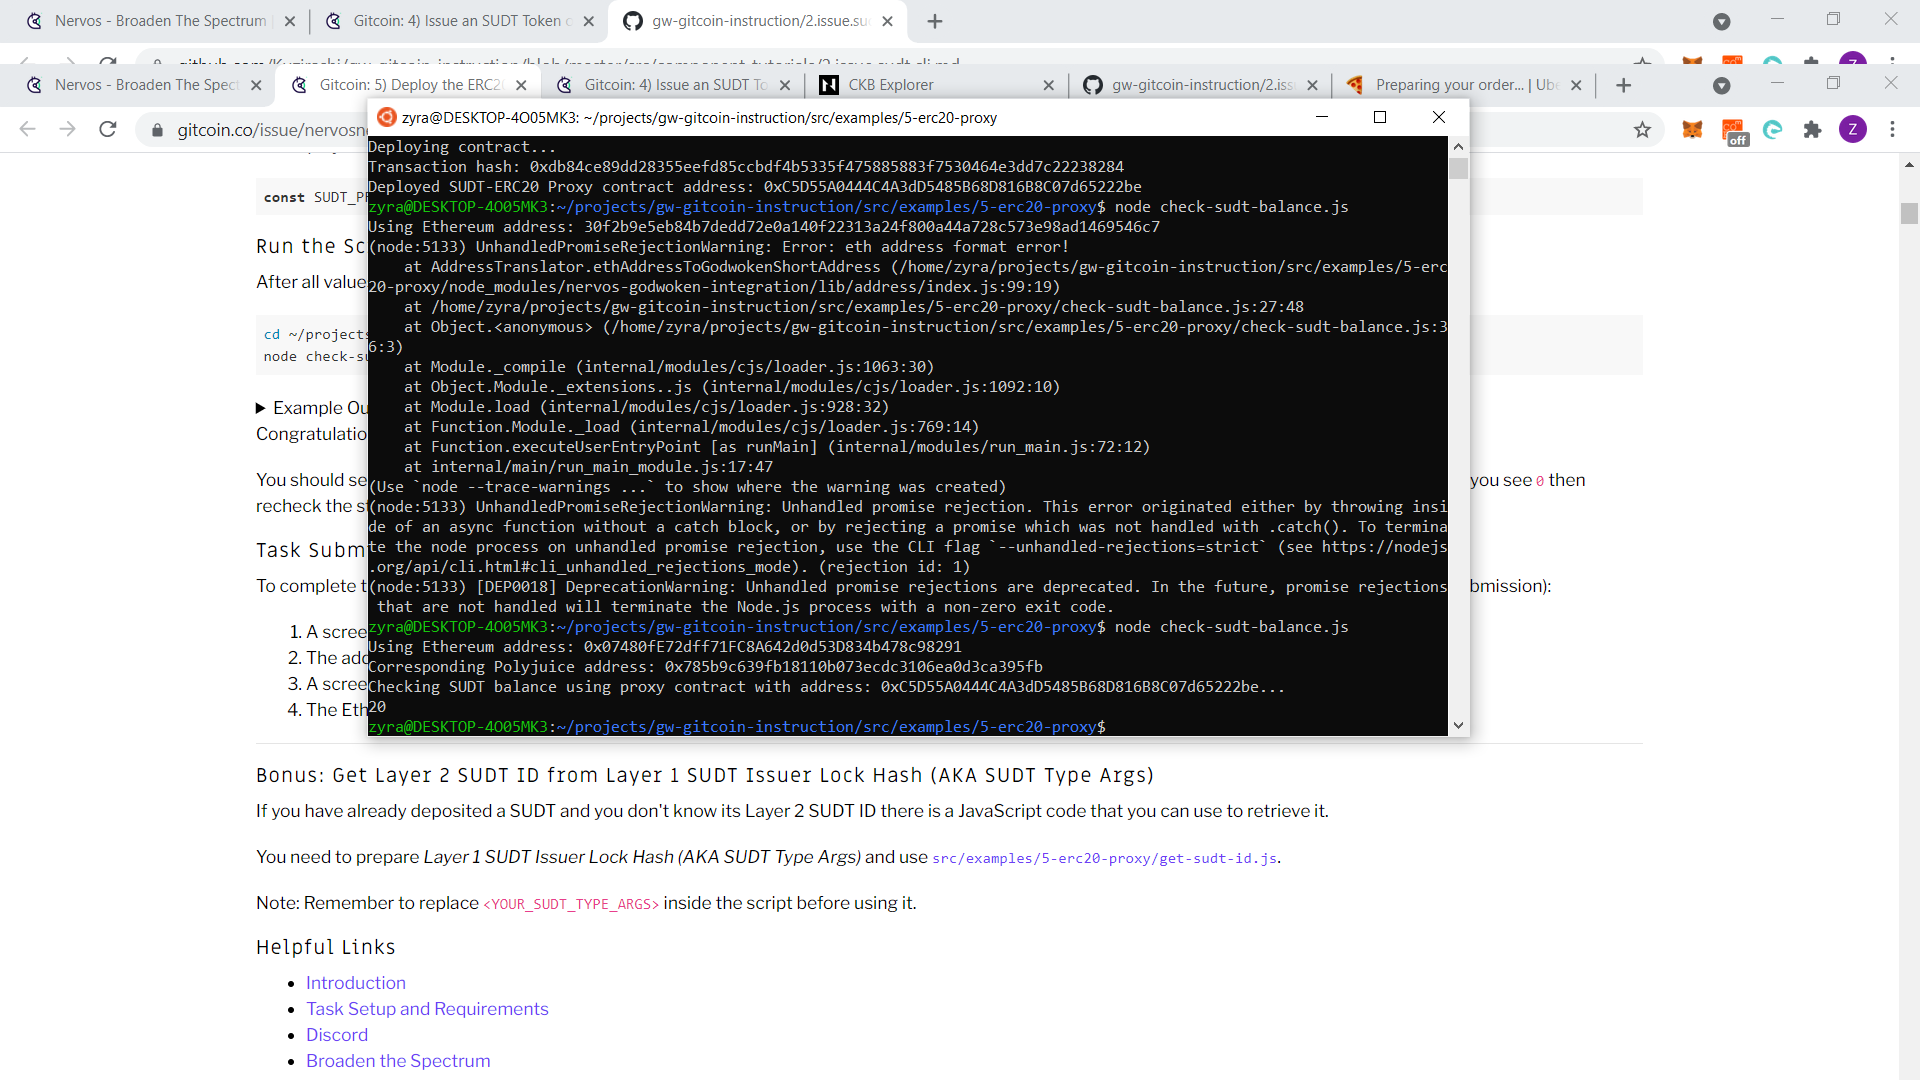 Nervos - Broaden The Spectrum
Gitcoin: 4) Issue an SUDT Token
gw-gitcoin-instruction/2.issue.su
Nervos - Broaden The Spect
Gitcoin: 5) Deploy the ERC2
Gitcoin: 4) Issue an SUDT To
CKB Explorer
gw-gitcoin-instruction/2.iss
Preparing your order... | Ub
gitcoin.co/issue/nervosn
off
Z
zyra@DESKTOP-4O05MK3: ~/projects/gw-gitcoin-instruction/src/examples/5-erc20-proxy
Deploying contract...
Transaction hash: 0xdb84ce89dd28355eefd85ccbdf4b5335f475885883f7530464e3dd7c22238284
Deployed SUDT-ERC20 Proxy contract address: 0xC5D55A0444C4A3dD5485B68D816B8C07d65222be
zyra@DESKTOP-4O05MK3:~/projects/gw-gitcoin-instruction/src/examples/5-erc20-proxy$ node check-sudt-balance.js
Using Ethereum address: 30f2b9e5eb84b7dedd72e0a140f22313a24f800a44a728c573e98ad1469546c7
(node:5133) UnhandledPromiseRejectionWarning: Error: eth address format error!
at AddressTranslator.ethAddressToGodwokenShortAddress (/home/zyra/projects/gw-gitcoin-instruction/src/examples/5-erc
20-proxy/node_modules/nervos-godwoken-integration/lib/address/index.js:99:19)
at /home/zyra/projects/gw-gitcoin-instruction/src/examples/5-erc20-proxy/check-sudt-balance.js:27:48
at Object.<anonymous> (/home/zyra/projects/gw-gitcoin-instruction/src/examples/5-erc20-proxy/check-sudt-balance.js:3
6:3)
at Module._compile (internal/modules/cjs/loader.js:1063:30)
at Object.Module._extensions..js (internal/modules/cjs/loader.js:1092:10)
at Module.load (internal/modules/cjs/loader.js:928:32)
at Function.Module._load (internal/modules/cjs/loader.js:769:14)
at Function.executeUserEntryPoint [as runMain] (internal/modules/run_main.js:72:12)
at internal/main/run_main_module.js:17:47
(Use `node --trace-warnings ...` to show where the warning was created)
(node:5133) UnhandledPromiseRejectionWarning: Unhandled promise rejection. This error originated either by throwing insi
de of an async function without a catch block, or by rejecting a promise which was not handled with .catch(). To termina
te the node process on unhandled promise rejection, use the CLI flag `--unhandled-rejections=strict` (see https://nodejs
.org/api/cli.html#cli_unhandled_rejections_mode). (rejection id: 1)
(node:5133) [DEP0018] DeprecationWarning: Unhandled promise rejections are deprecated. In the future, promise rejections
that are not handled will terminate the Node.js process with a non-zero exit code.
zyra@DESKTOP-4O05MK3:~/projects/gw-gitcoin-instruction/src/examples/5-erc20-proxy$ node check-sudt-balance.js
Using Ethereum address: 0x07480fE72dff71FC8A642d0d53D834b478c98291
Corresponding Polyjuice address: 0x785b9c639fb18110b073ecdc3106ea0d3ca395fb
Checking SUDT balance using proxy contract with address: 0xC5D55A0444C4A3dD5485B68D816B8C07d65222be...
20
zyra@DESKTOP-4O05MK3:~/projects/gw-gitcoin-instruction/src/examples/5-erc20-proxy$
const SUDT_P
Run the Sc
After all value
cd ~/projects
node check-su
Example Ou
Congratulatio
You should se you see 0 then
recheck the s
Task Subm
To complete t bmission):
1. A scree
2. The add
3. A scree
4. The Eth
Bonus: Get Layer 2 SUDT ID from Layer 1 SUDT Issuer Lock Hash (AKA SUDT Type Args)
If you have already deposited a SUDT and you don't know its Layer 2 SUDT ID there is a JavaScript code that you can use to retrieve it.
You need to prepare Layer 1 SUDT Issuer Lock Hash (AKA SUDT Type Args) and use src/examples/5-erc20-proxy/get-sudt-id.js.
Note: Remember to replace <YOUR_SUDT_TYPE_ARGS> inside the script before using it.
Helpful Links
Introduction
Task Setup and Requirements
Discord
Broaden the Spectrum